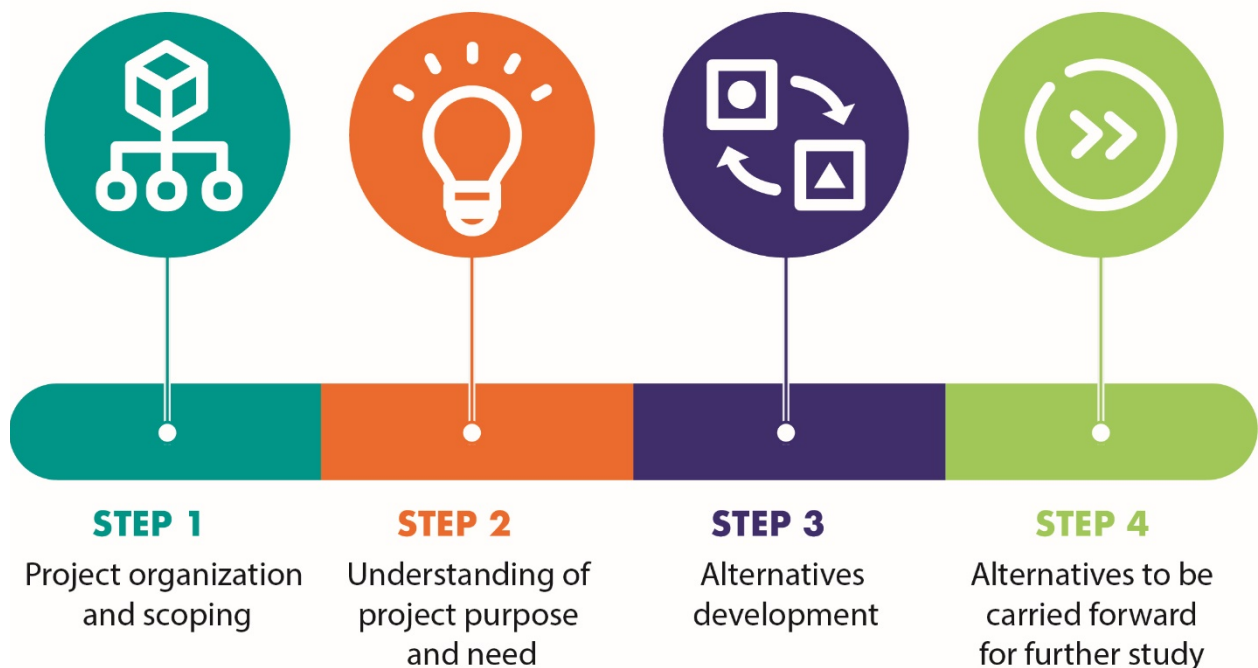 STEP 1
Project organization
and scoping
STEP 2
Understanding of
project purpose
and need
STEP 3
Alternatives
development
STEP 4
Alternatives to be
carried forward
for further study